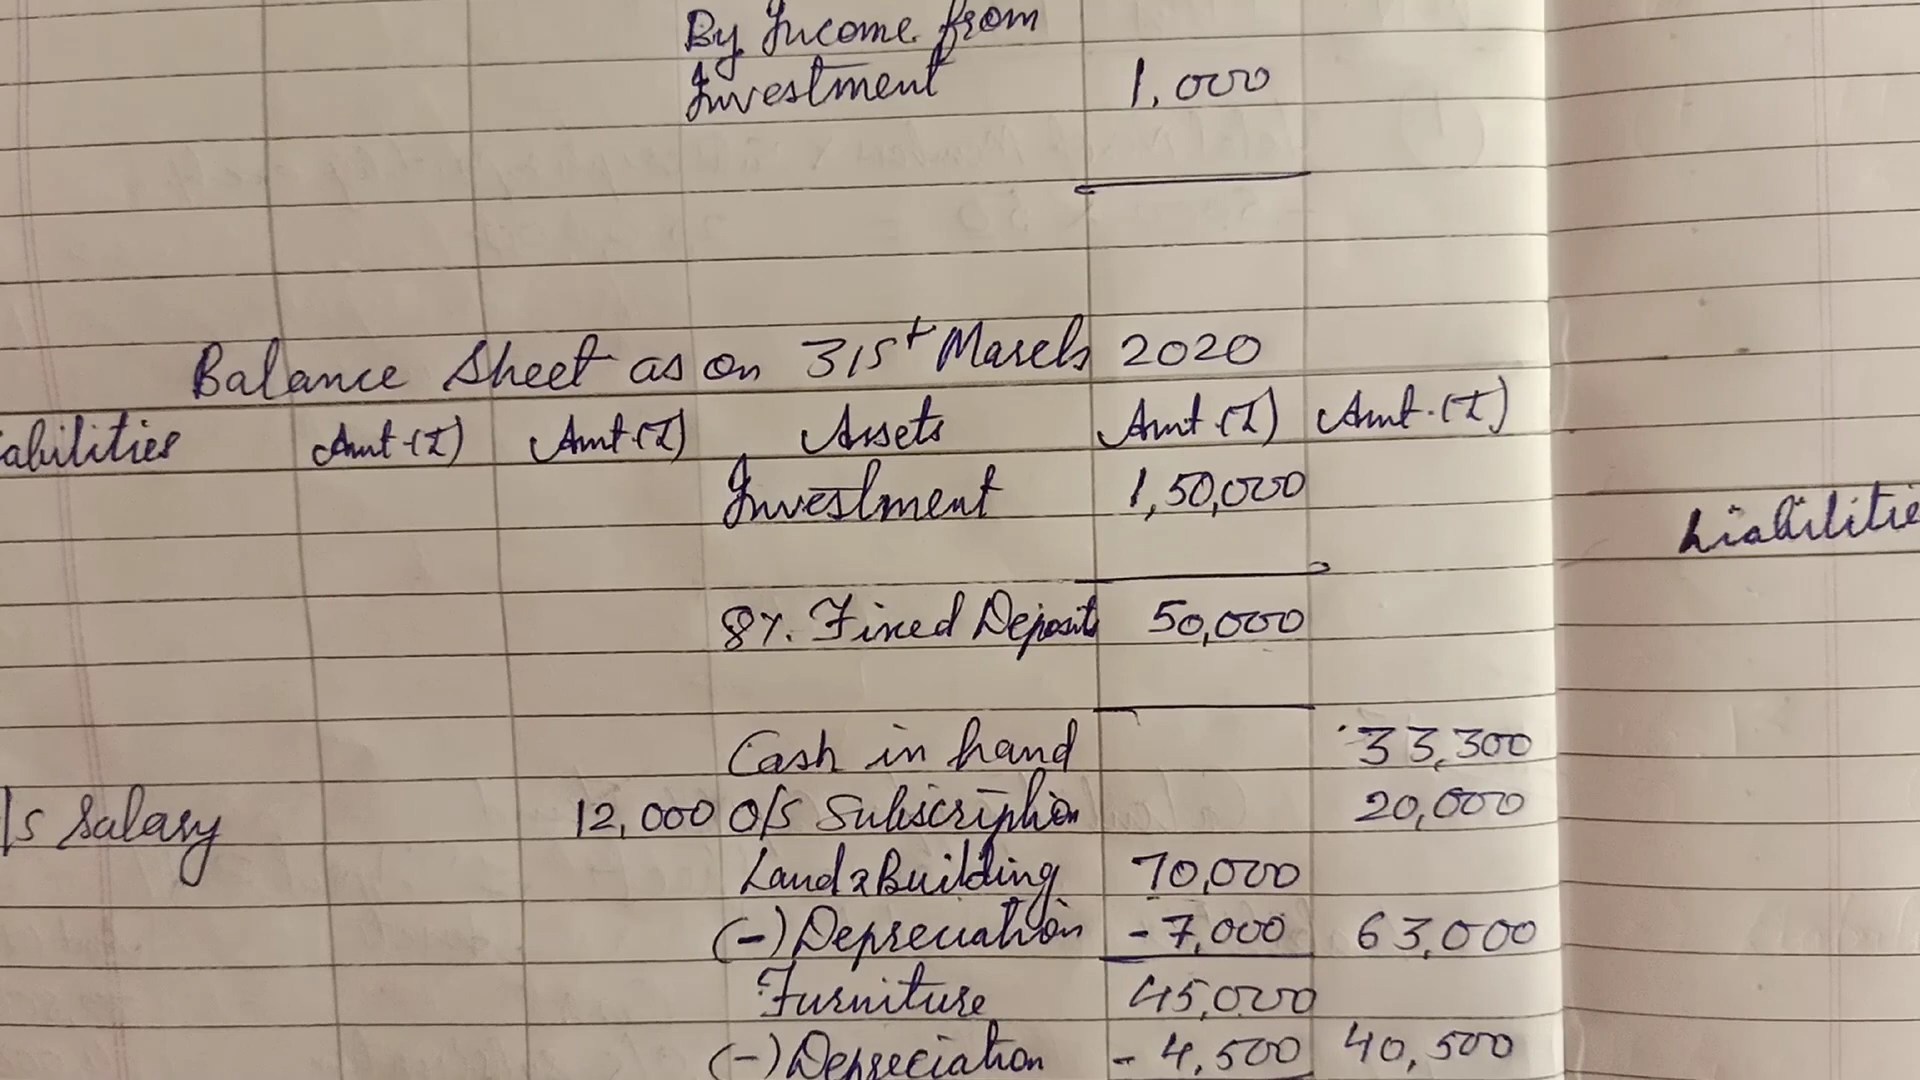 By Income from
Investment 1,000
Balance Sheet as on 31st March 2020
abilities Amt.(₹) Amt.(₹) Assets Amt.(₹) Amt.(₹)
Investment 1,50,000
Liabilitie
8%. Fixed Deposit 50,000
Cash in hand 33,300
/s Salary 12,000 O/s Subscription 20,000
Land & Building 70,000
(-) Depreciation - 7,000 63,000
Furniture 45,000
(-) Depreciation - 4,500 40,500